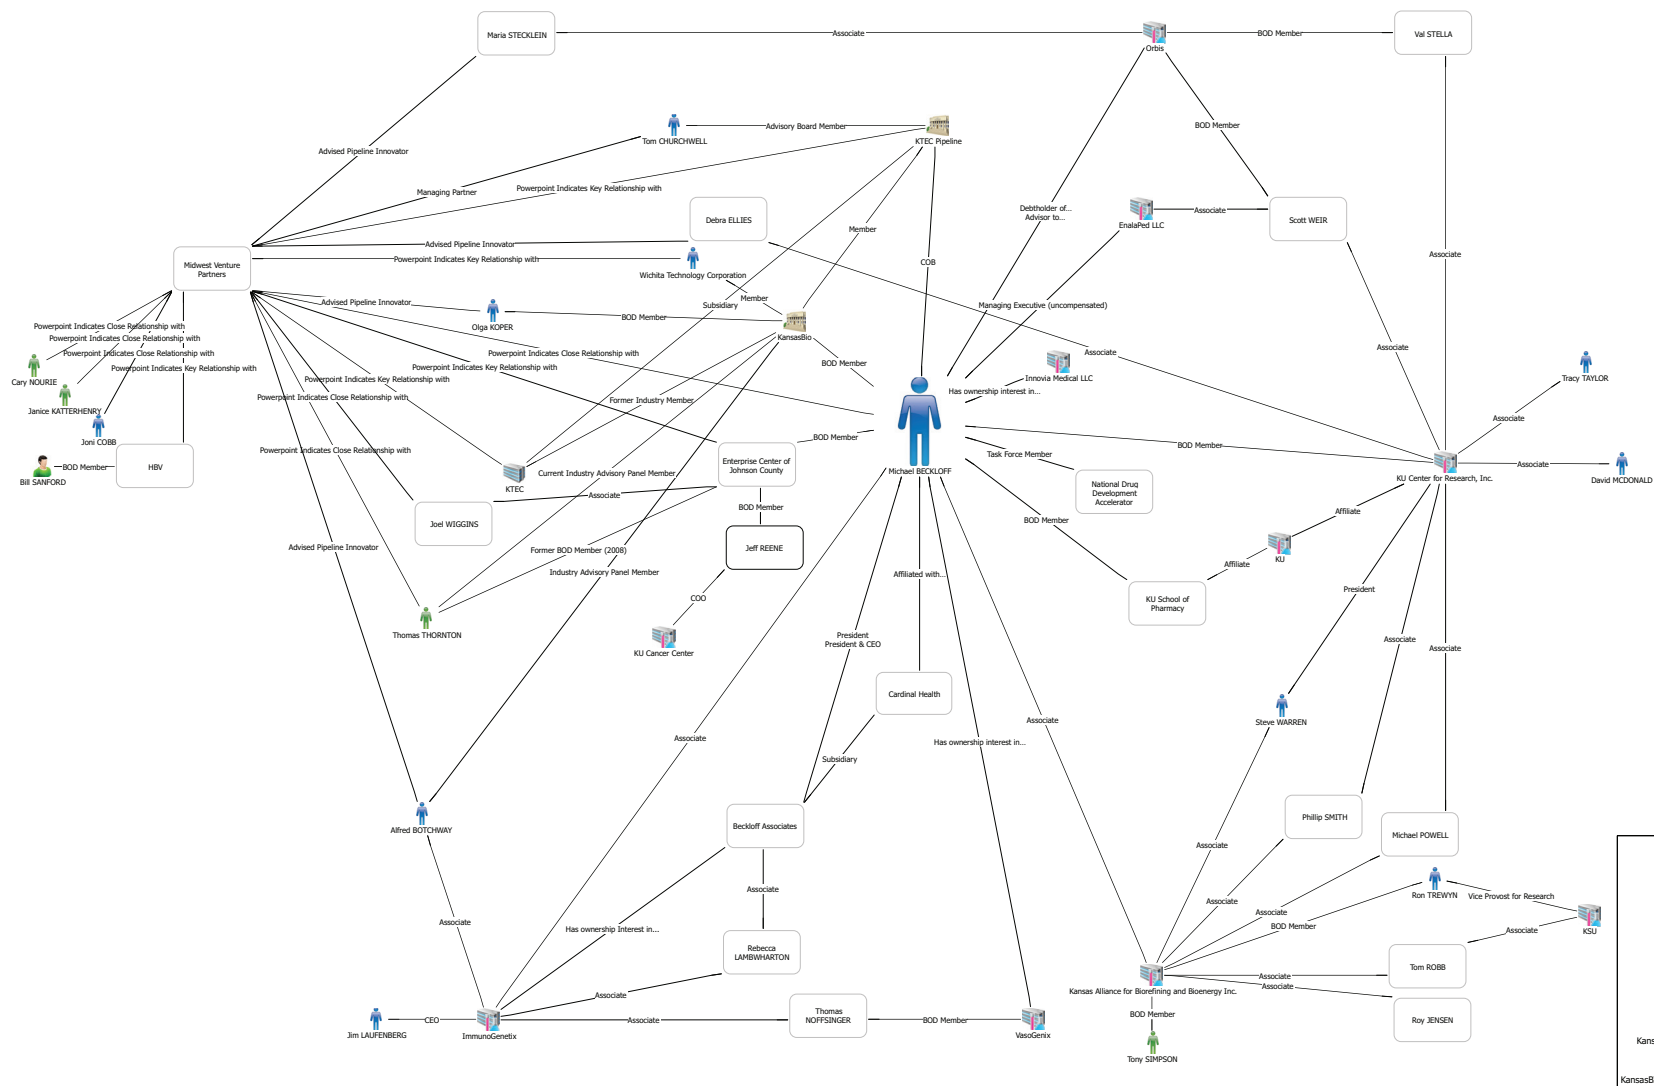 Maria STECKLEIN
Associate
Orbis
BOD Member
Val STELLA
Tom CHURCHWELL
Advisory Board Member
KTEC Pipeline
BOD Member
Advised Pipeline Innovator
Managing Partner
Powerpoint Indicates Key Relationship with
Debra ELLIES
Debtholder of...
Advisor to...
EnalaPed LLC
Associate
Scott WEIR
Member
Advised Pipeline Innovator
Midwest Venture
Partners
Powerpoint Indicates Key Relationship with
Wichita Technology Corporation
COB
Associate
Member
Subsidiary
Managing Executive (uncompensated)
Advised Pipeline Innovator
Olga KOPER
BOD Member
KansasBio
Powerpoint Indicates Close Relationship with
Powerpoint Indicates Close Relationship with
Powerpoint Indicates Close Relationship with
Powerpoint Indicates Close Relationship with
Cary NOURIE
Janice KATTERHENRY
Joni COBB
Powerpoint Indicates Close Relationship with
Powerpoint Indicates Key Relationship with
BOD Member
Innovia Medical LLC
Has ownership interest in...
Associate
Associate
Tracy TAYLOR
Powerpoint Indicates Key Relationship with
Powerpoint Indicates Close Relationship with
Former Industry Member
Associate
BOD Member
BOD Member
Task Force Member
Powerpoint Indicates Close Relationship with
Bill SANFORD
BOD Member
HBV
KTEC
Current Industry Advisory Panel Member
Enterprise Center of
Johnson County
Michael BECKLOFF
National Drug
Development
Accelerator
KU Center for Research, Inc.
Associate
David MCDONALD
Associate
Joel WIGGINS
BOD Member
BOD Member
Affiliate
Advised Pipeline Innovator
Former BOD Member (2008)
Jeff REENE
KU
Industry Advisory Panel Member
Affiliated with...
Affiliate
COO
KU School of
Pharmacy
President
Thomas THORNTON
KU Cancer Center
President
President & CEO
Associate
Associate
Cardinal Health
Steve WARREN
Associate
Associate
Has ownership interest in...
Subsidiary
Alfred BOTCHWAY
Beckloff Associates
Phillip SMITH
Michael POWELL
Associate
Associate
Ron TREWYN
Vice Provost for Research
Associate
Associate
Associate
BOD Member
KSU
Has ownership Interest in...
Associate
Rebecca
LAMBWHARTON
Tom ROBB
Associate
Associate
Associate
Kansas Alliance for Biorefining and Bioenergy Inc.
BOD Member
Roy JENSEN
Jim LAUFENBERG
CEO
ImmunoGenetix
Associate
Thomas
NOFFSINGER
BOD Member
VasoGenix
Tony SIMPSON
Kans
KansasB